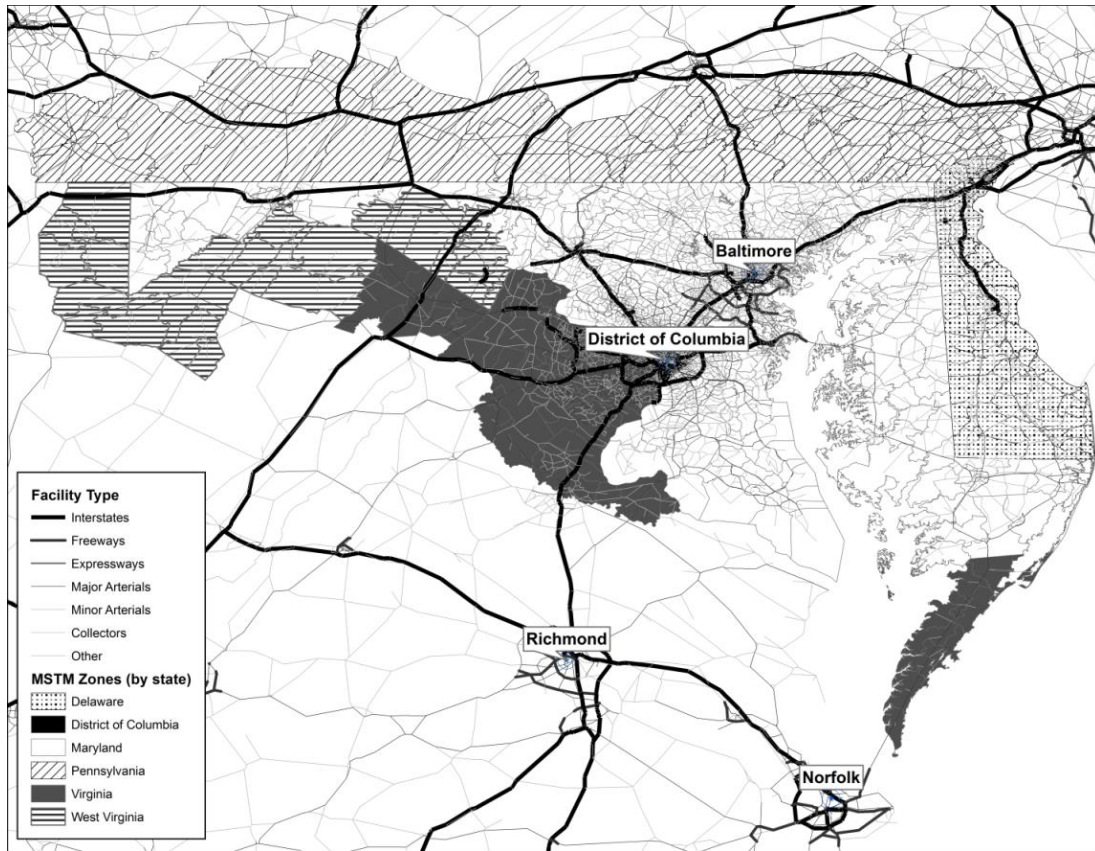 Baltimore
District of Columbia
Richmond
Norfolk
Facility Type
Interstates
Freeways
Expressways
Major Arterials
Minor Arterials
Collectors
Other
MSTM Zones (by state)
Delaware
District of Columbia
Maryland
Pennsylvania
Virginia
West Virginia